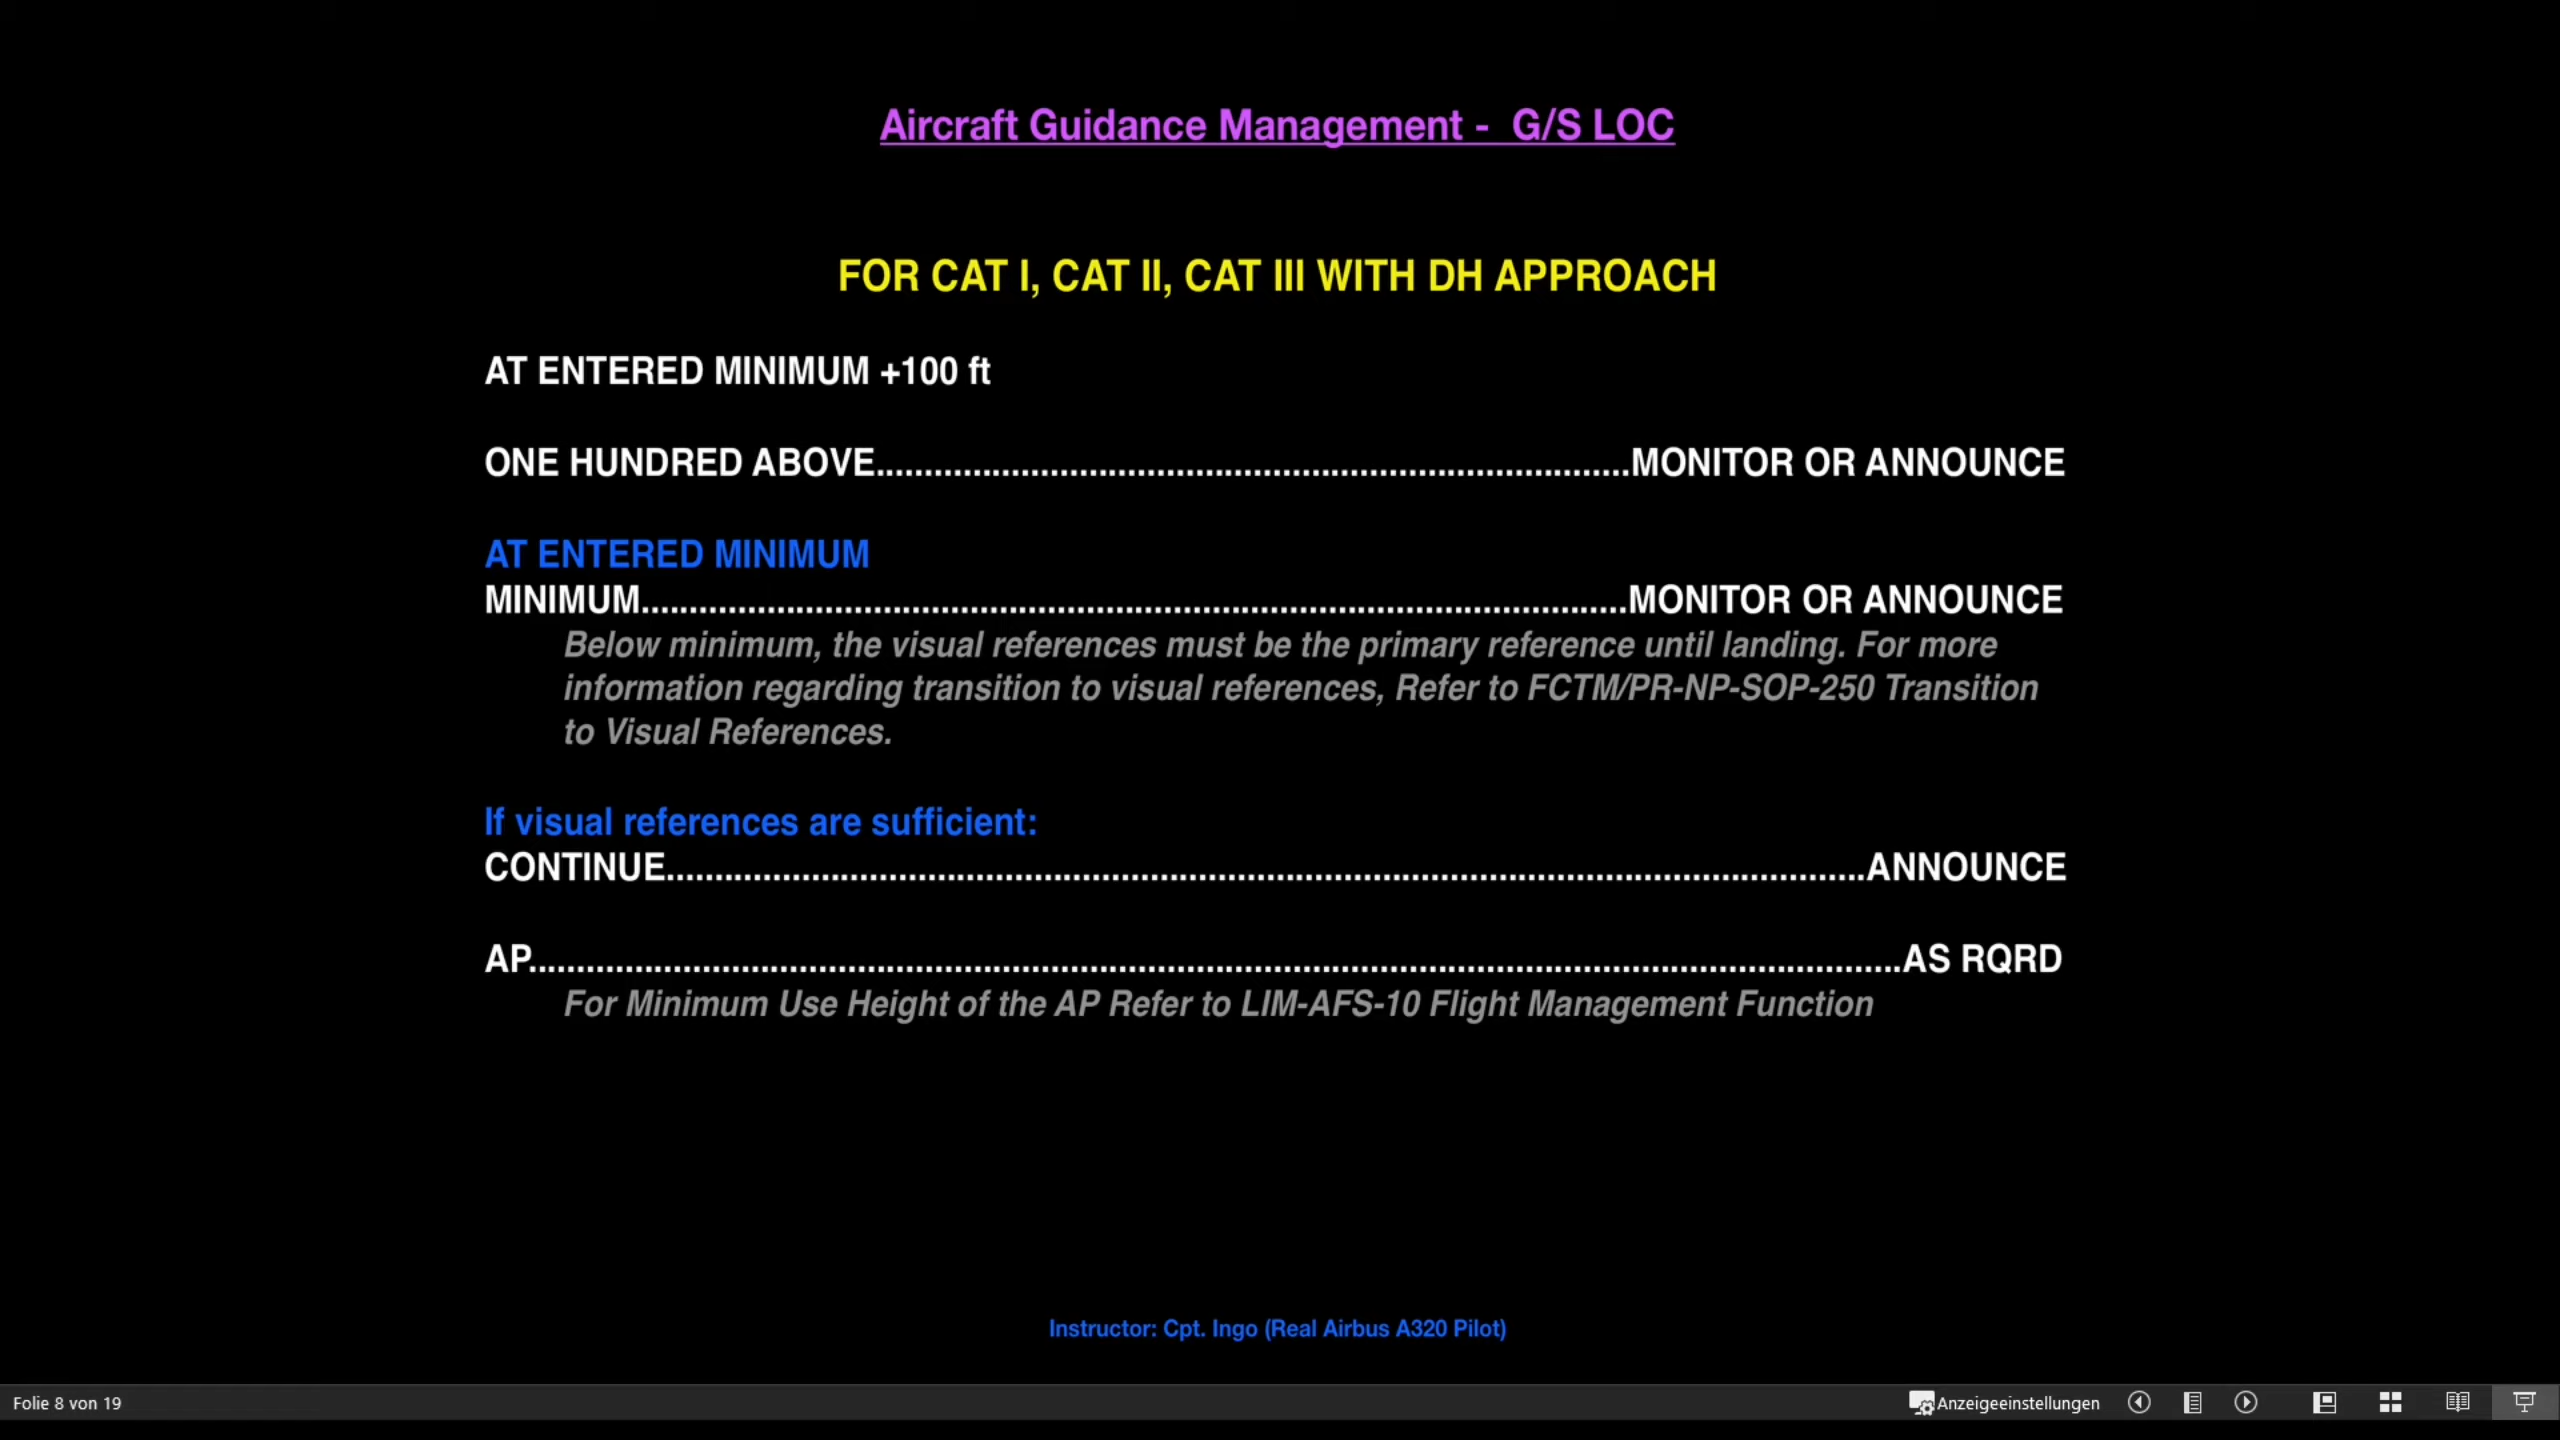 Aircraft Guidance Management - G/S LOC
FOR CAT I, CAT II, CAT III WITH DH APPROACH
AT ENTERED MINIMUM +100 ft
ONE HUNDRED ABOVE..............................................................................MONITOR OR ANNOUNCE
AT ENTERED MINIMUM
MINIMUM......................................................................................................MONITOR OR ANNOUNCE
Below minimum, the visual references must be the primary reference until landing. For more
information regarding transition to visual references, Refer to FCTM/PR-NP-SOP-250 Transition
to Visual References.
If visual references are sufficient:
CONTINUE............................................................................................................................ANNOUNCE
AP..............................................................................................................................................AS RQRD
For Minimum Use Height of the AP Refer to LIM-AFS-10 Flight Management Function
Instructor: Cpt. Ingo (Real Airbus A320 Pilot)
Folie 8 von 19
Anzeigeeinstellungen